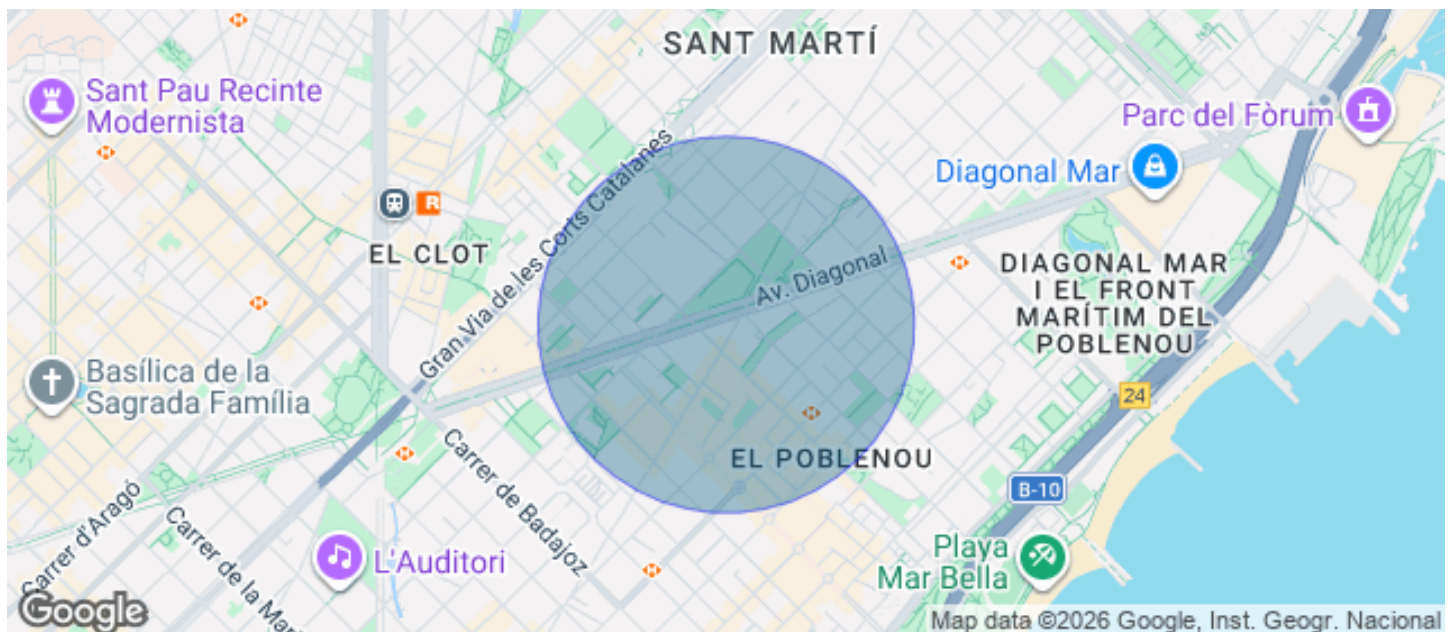 SANT MARTÍ
Sant Pau Recinte
Modernista
Parc del Fòrum
Diagonal Mar
R
EL CLOT
Gran Via de les Corts Catalanes
Av. Diagonal
DIAGONAL MAR
I EL FRONT
MARÍTIM DEL
POBLENOU
Basílica de la
Sagrada Família
24
EL POBLENOU
B-10
Carrer de Badajoz
Carrer d'Aragó
Carrer de la Mari
L'Auditori
Playa
Mar Bella
Google
Map data ©2026 Google, Inst. Geogr. Nacional